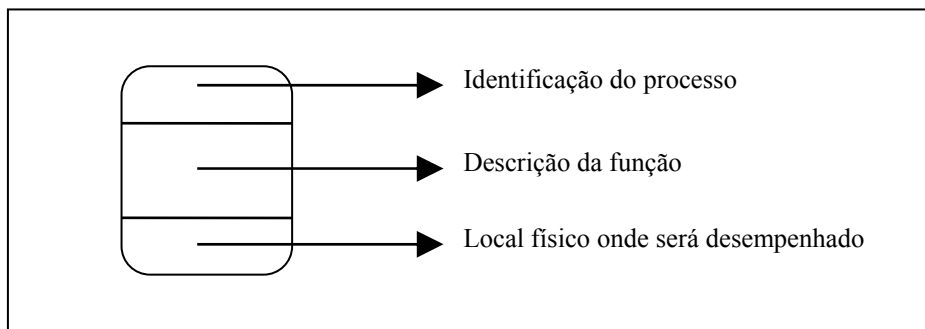 Identificação do processo
Descrição da função
Local físico onde será desempenhado